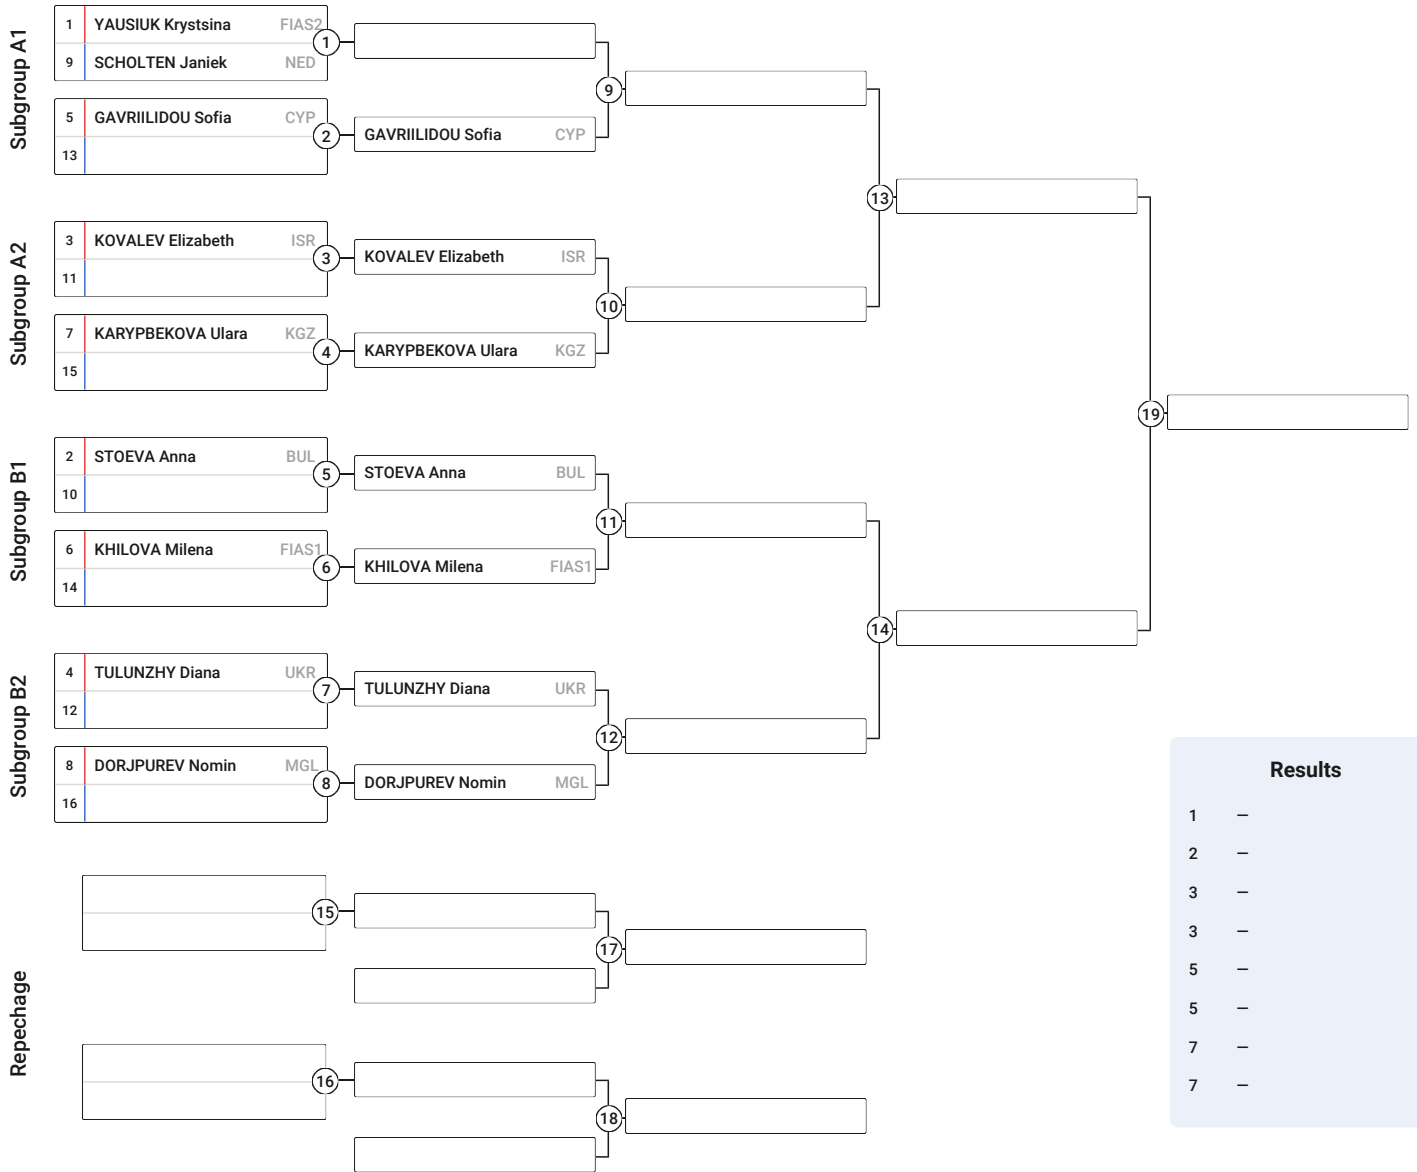 Subgroup A1
1 YAUSIUK Krystsina FIAS2
9 SCHOLTEN Janiek NED
1
5 GAVRIILIDOU Sofia CYP
13
2
GAVRIILIDOU Sofia CYP
9
Subgroup A2
3 KOVALEV Elizabeth ISR
11
3
KOVALEV Elizabeth ISR
7 KARYPBEKOVA Ulara KGZ
15
4
KARYPBEKOVA Ulara KGZ
10
13
Subgroup B1
2 STOEVA Anna BUL
10
5
STOEVA Anna BUL
6 KHILOVA Milena FIAS1
14
6
KHILOVA Milena FIAS1
11
Subgroup B2
4 TULUNZHY Diana UKR
12
7
TULUNZHY Diana UKR
8 DORJPUREV Nomin MGL
16
8
DORJPUREV Nomin MGL
12
14
19
Repechage
15
17
16
18
Results
1 –
2 –
3 –
3 –
5 –
5 –
7 –
7 –